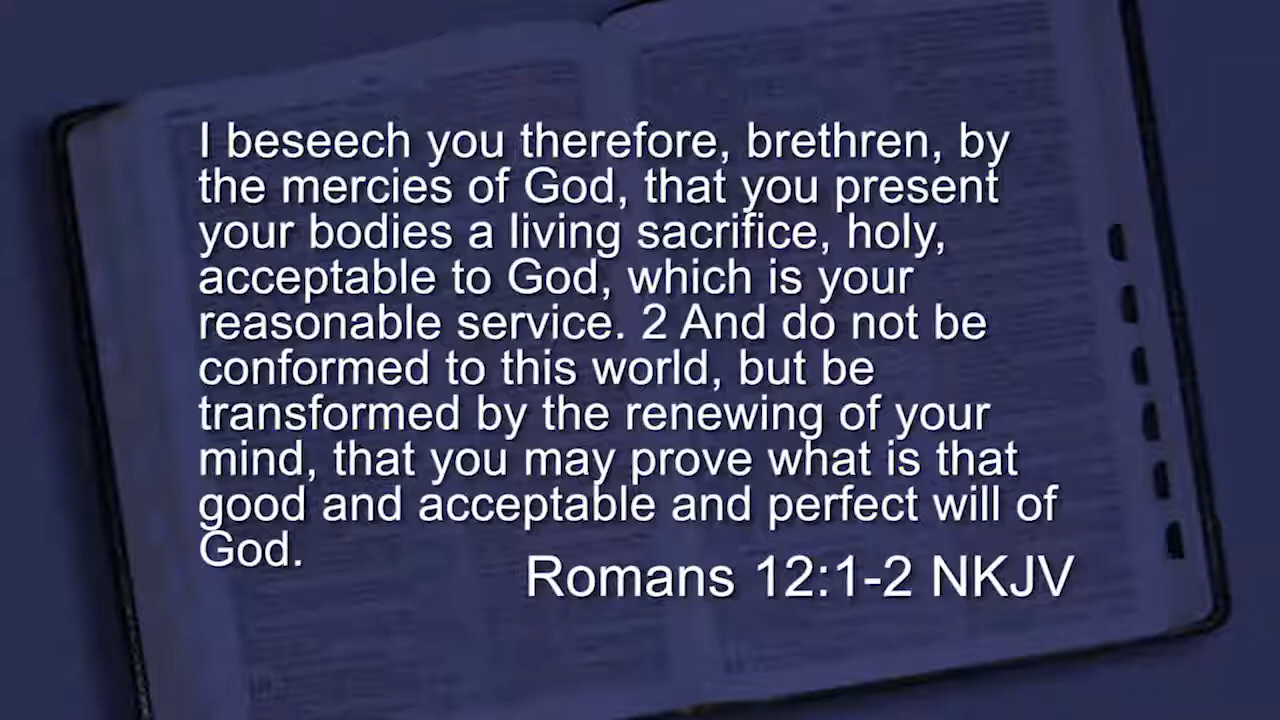 I beseech you therefore, brethren, by
the mercies of God, that you present
your bodies a living sacrifice, holy,
acceptable to God, which is your
reasonable service. 2 And do not be
conformed to this world, but be
transformed by the renewing of your
mind, that you may prove what is that
good and acceptable and perfect will of
God.
Romans 12:1-2 NKJV